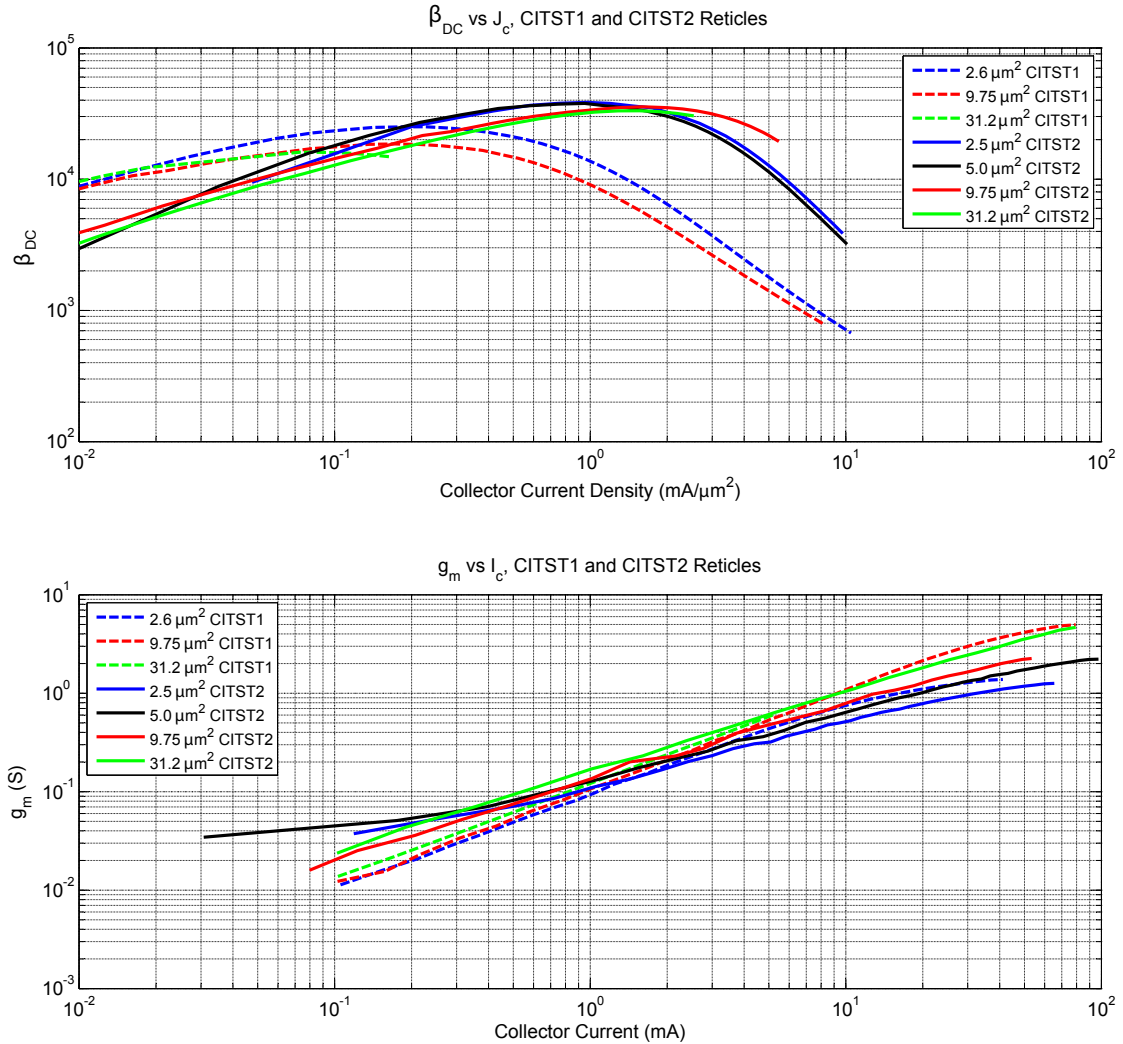 β_DC vs J_c, CITST1 and CITST2 Reticles
10^5
10^4
10^3
10^2
β_DC
2.6 μm² CITST1
9.75 μm² CITST1
31.2 μm² CITST1
2.5 μm² CITST2
5.0 μm² CITST2
9.75 μm² CITST2
31.2 μm² CITST2
10^-2 10^-1 10^0 10^1 10^2
Collector Current Density (mA/μm²)
g_m vs I_c, CITST1 and CITST2 Reticles
10^1
10^0
10^-1
10^-2
10^-3
g_m (S)
2.6 μm² CITST1
9.75 μm² CITST1
31.2 μm² CITST1
2.5 μm² CITST2
5.0 μm² CITST2
9.75 μm² CITST2
31.2 μm² CITST2
10^-2 10^-1 10^0 10^1 10^2
Collector Current (mA)